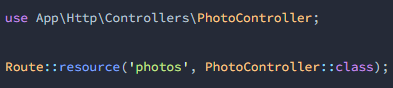 use App\Http\Controllers\PhotoController;
Route::resource('photos', PhotoController::class);